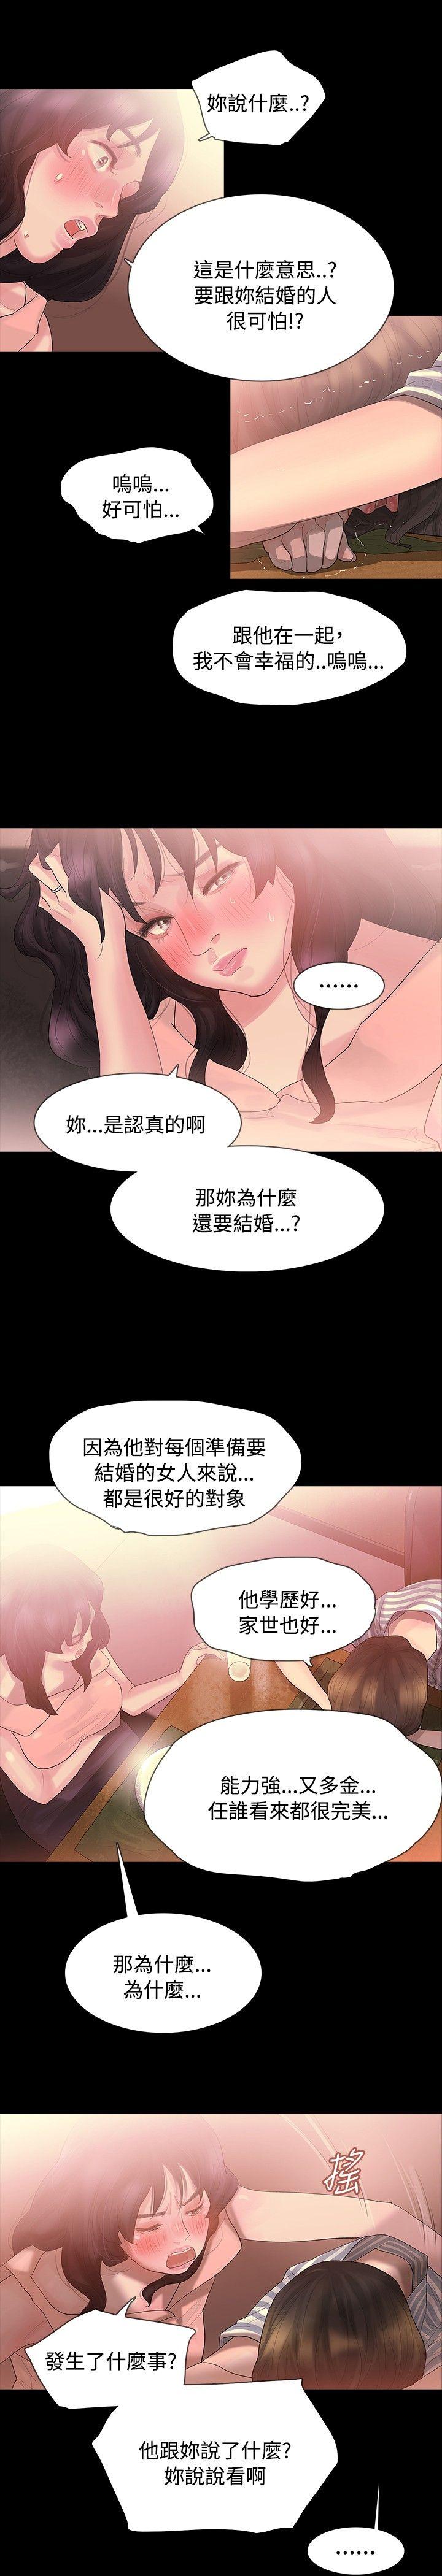 妳說什麼..?
這是什麼意思..?
要跟妳結婚的人
很可怕!?
嗚嗚...
好可怕...
跟他在一起，
我不會幸福的..嗚嗚...
......
妳...是認真的啊
那妳為什麼
還要結婚...?
因為他對每個準備要
結婚的女人來說...
都是很好的對象
他學歷好...
家世也好...
能力強...又多金...
任誰看來都很完美...
那為什麼...
為什麼...
搖
發生了什麼事?
他跟妳說了什麼?
妳說說看啊
......